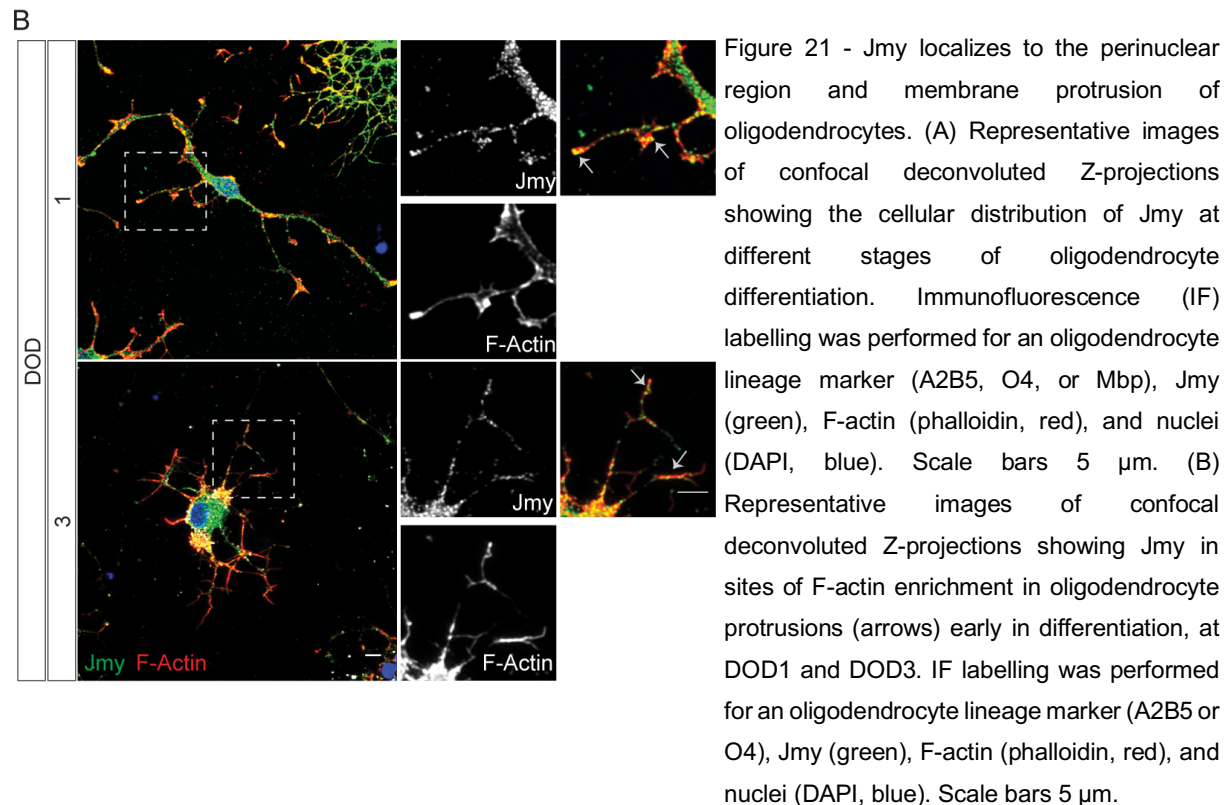 B
DOD
1
Jmy
F-Actin
3
Jmy
F-Actin
Jmy F-Actin
Figure 21 - Jmy localizes to the perinuclear
region and membrane protrusion of
oligodendrocytes. (A) Representative images
of confocal deconvoluted Z-projections
showing the cellular distribution of Jmy at
different stages of oligodendrocyte
differentiation. Immunofluorescence (IF)
labelling was performed for an oligodendrocyte
lineage marker (A2B5, O4, or Mbp), Jmy
(green), F-actin (phalloidin, red), and nuclei
(DAPI, blue). Scale bars 5 µm. (B)
Representative images of confocal
deconvoluted Z-projections showing Jmy in
sites of F-actin enrichment in oligodendrocyte
protrusions (arrows) early in differentiation, at
DOD1 and DOD3. IF labelling was performed
for an oligodendrocyte lineage marker (A2B5 or
O4), Jmy (green), F-actin (phalloidin, red), and
nuclei (DAPI, blue). Scale bars 5 µm.